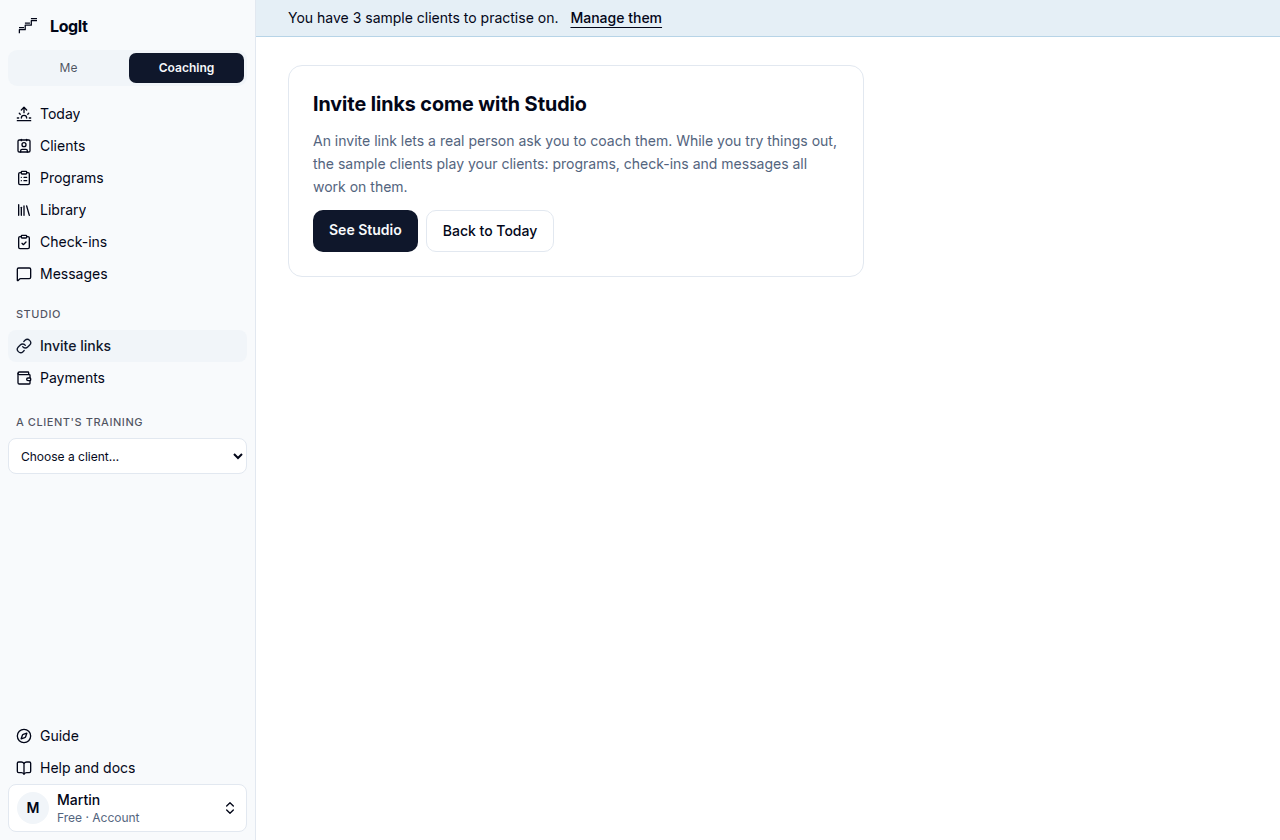 LogIt
Me
Coaching
Today
Clients
Programs
Library
Check-ins
Messages
STUDIO
Invite links
Payments
A CLIENT'S TRAINING
Choose a client...
Guide
Help and docs
M
Martin
Free · Account
You have 3 sample clients to practise on. Manage them
Invite links come with Studio
An invite link lets a real person ask you to coach them. While you try things out,
the sample clients play your clients: programs, check-ins and messages all
work on them.
See Studio
Back to Today